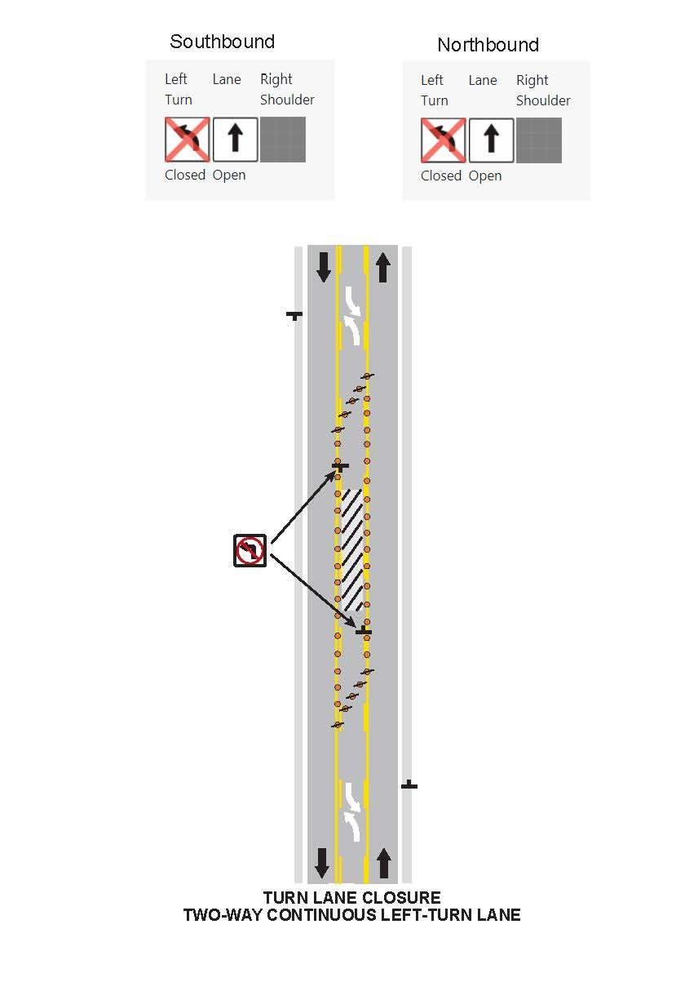 Southbound
Left Lane Right
Turn Shoulder
Closed Open
Northbound
Left Lane Right
Turn Shoulder
Closed Open
TURN LANE CLOSURE
TWO-WAY CONTINUOUS LEFT-TURN LANE